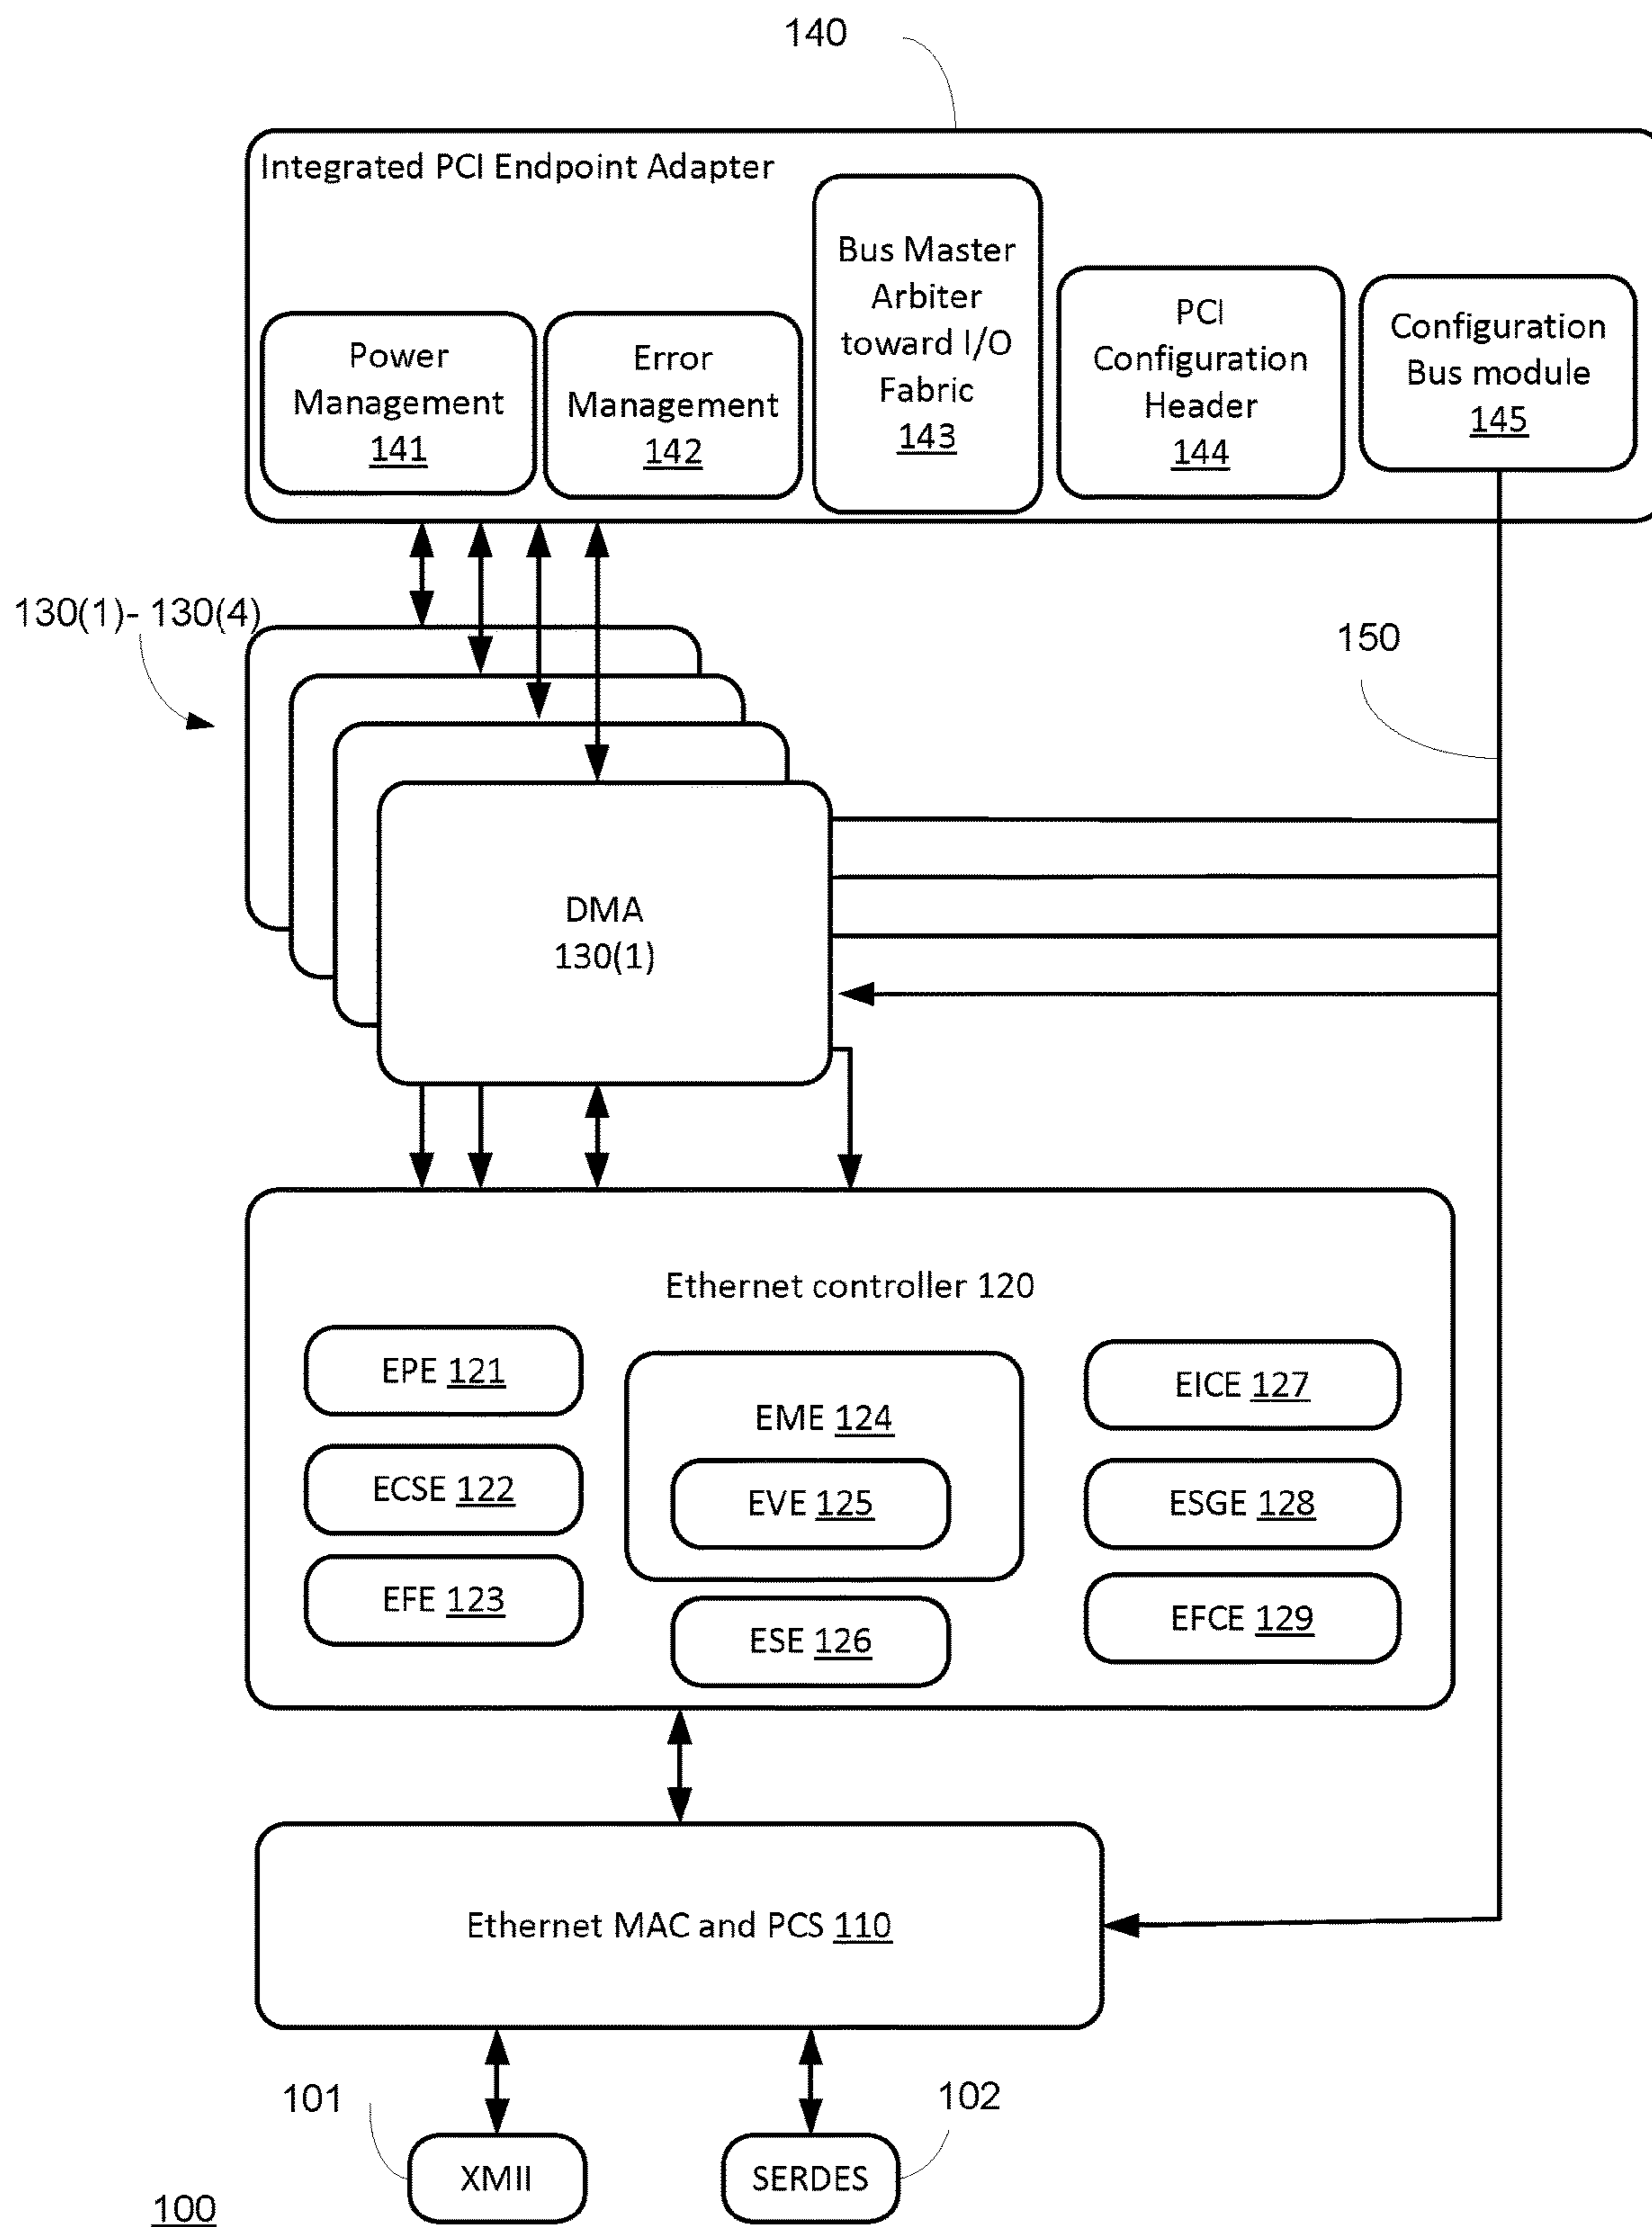 140
Integrated PCI Endpoint Adapter
Power
Management
141
Error
Management
142
Bus Master
Arbiter
toward I/O
Fabric
143
PCI
Configuration
Header
144
Configuration
Bus module
145
130(1)- 130(4)
150
DMA
130(1)
Ethernet controller 120
EPE 121
ECSE 122
EFE 123
EME 124
EVE 125
ESE 126
EICE 127
ESGE 128
EFCE 129
Ethernet MAC and PCS 110
101
XMII
102
SERDES
100